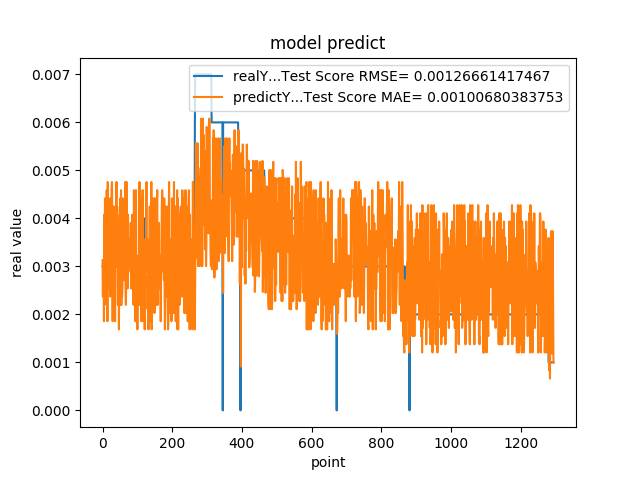 model predict
realY...Test Score RMSE= 0.00126661417467
predictY...Test Score MAE= 0.00100680383753
0.007
0.006
0.005
0.004
0.003
0.002
0.001
0.000
real value
0 200 400 600 800 1000 1200
point